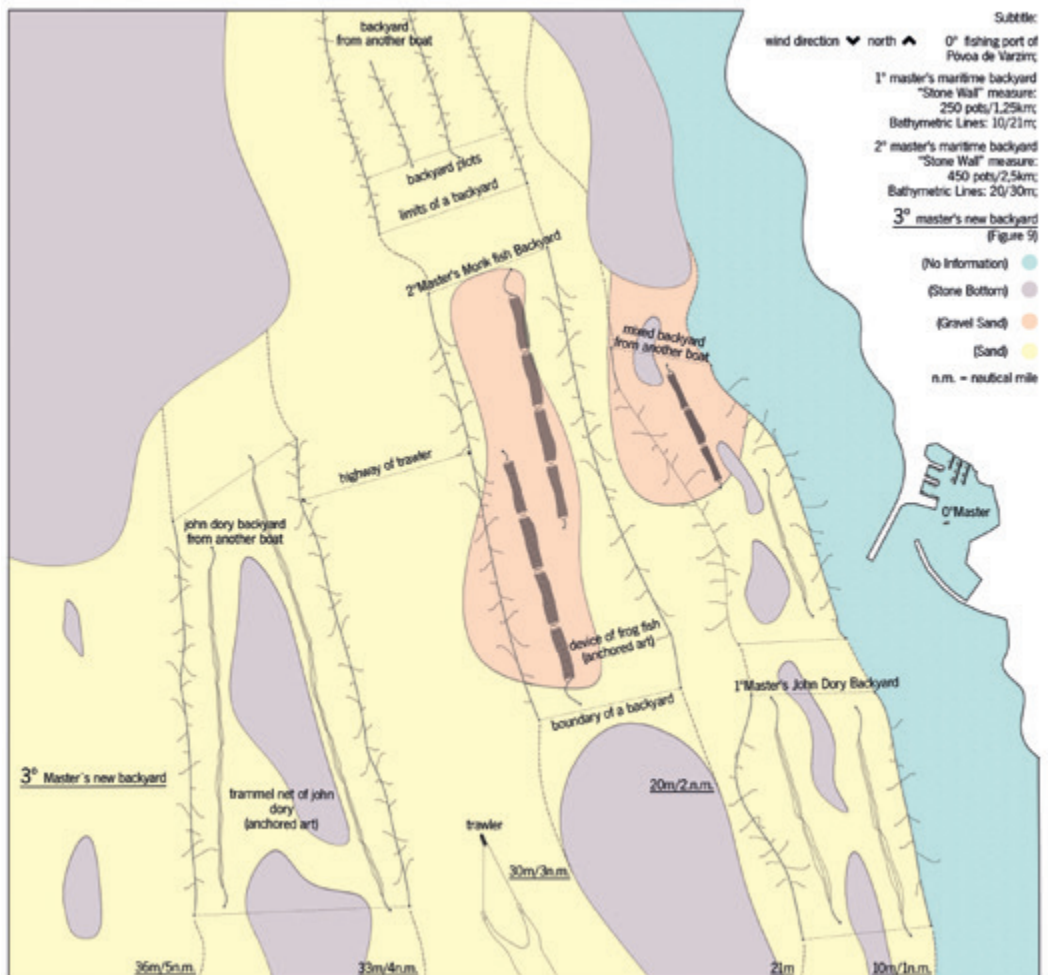 backyard
from another boat
backyard plots
limits of a backyard
2°Master's Monk fish Backyard
mixed backyard
from another boat
highway of trawler
john dory backyard
from another boat
device of frog fish
(anchored art)
1°Master's John Dory Backyard
boundary of a backyard
3° Master`s new backyard
trammel net of john
dory
(anchored art)
20m/2.n.m.
trawler
30m/3n.m.
36m/5n.m.
33m/4n.m.
21m
10m/1n.m.
0°Master
Subtitle:
wind direction north 0° fishing port of
Póvoa de Varzim;
1° master's maritime backyard
"Stone Wall" measure:
250 pots/1,25km;
Bathymetric Lines: 10/21m;
2° master's maritime backyard
"Stone Wall" measure:
450 pots/2,5km;
Bathymetric Lines: 20/30m;
3° master's new backyard
(Figure 9)
(No Information)
(Stone Bottom)
(Gravel Sand)
(Sand)
n.m. = nautical mile